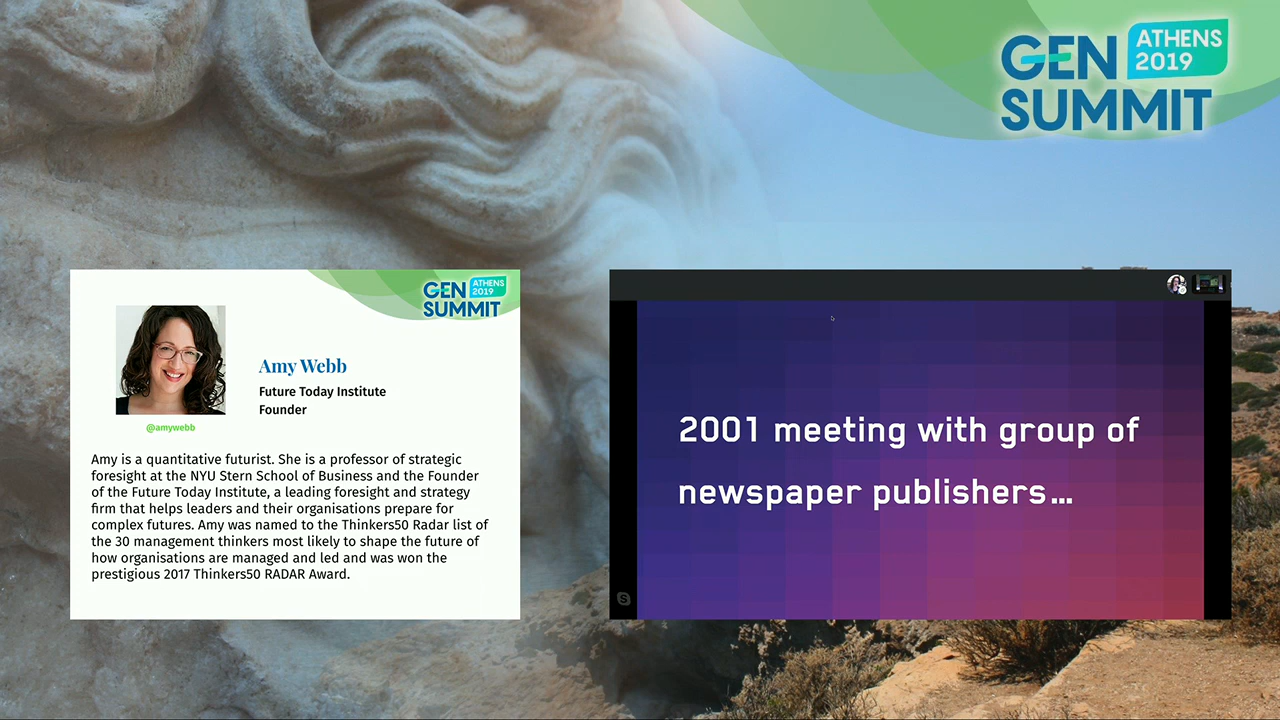 GEN
ATHENS
2019
SUMMIT
GEN
ATHENS
2019
SUMMIT
Amy Webb
Future Today Institute
Founder
@amywebb
Amy is a quantitative futurist. She is a professor of strategic
foresight at the NYU Stern School of Business and the Founder
of the Future Today Institute, a leading foresight and strategy
firm that helps leaders and their organisations prepare for
complex futures. Amy was named to the Thinkers50 Radar list of
the 30 management thinkers most likely to shape the future of
how organisations are managed and led and was won the
prestigious 2017 Thinkers50 RADAR Award.
2001 meeting with group of
newspaper publishers...